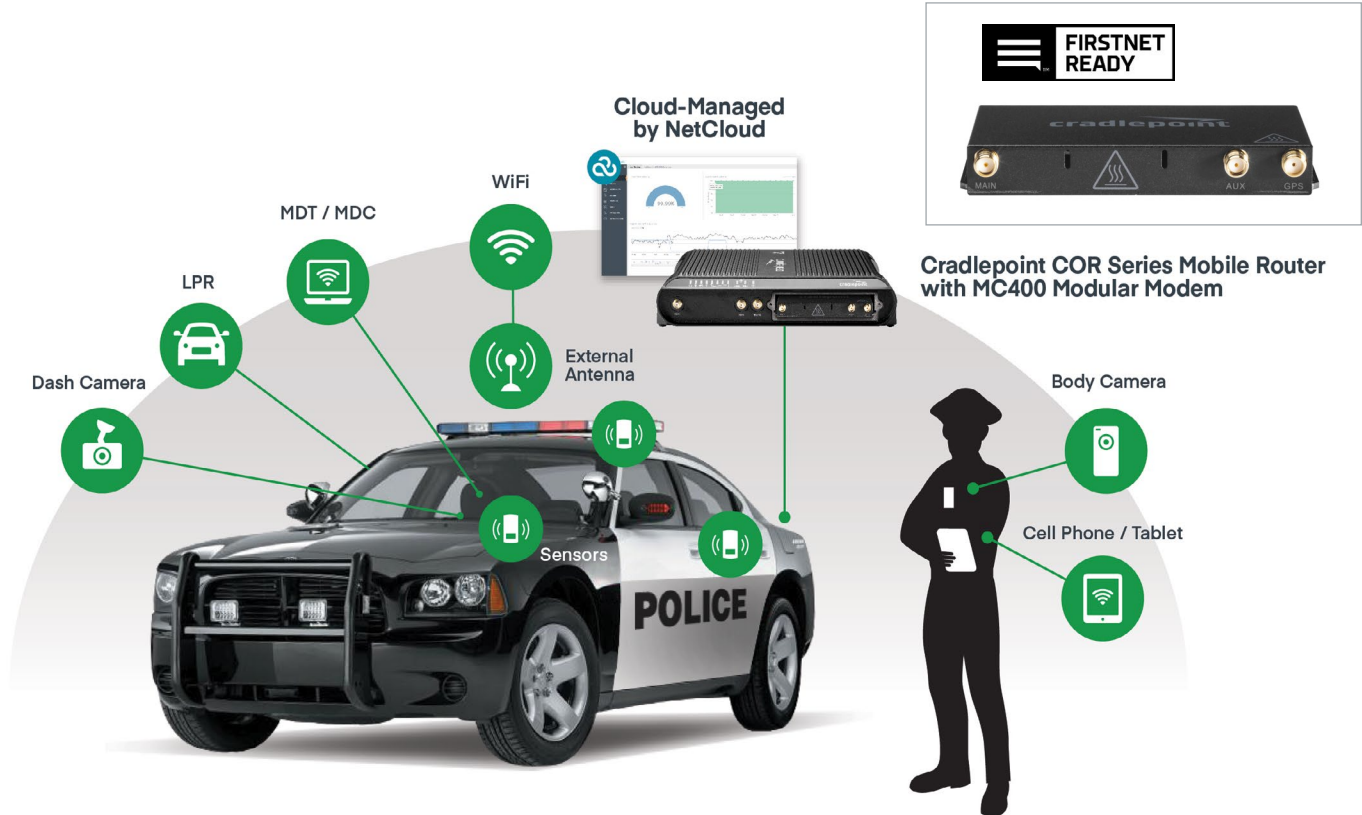 FIRSTNET
READY
cradlepoint
MAIN
AUX
GPS
Cloud-Managed
by NetCloud
WiFi
MDT / MDC
LPR
Dash Camera
External
Antenna
Cradlepoint COR Series Mobile Router
with MC400 Modular Modem
Body Camera
Cell Phone / Tablet
Sensors
POLICE